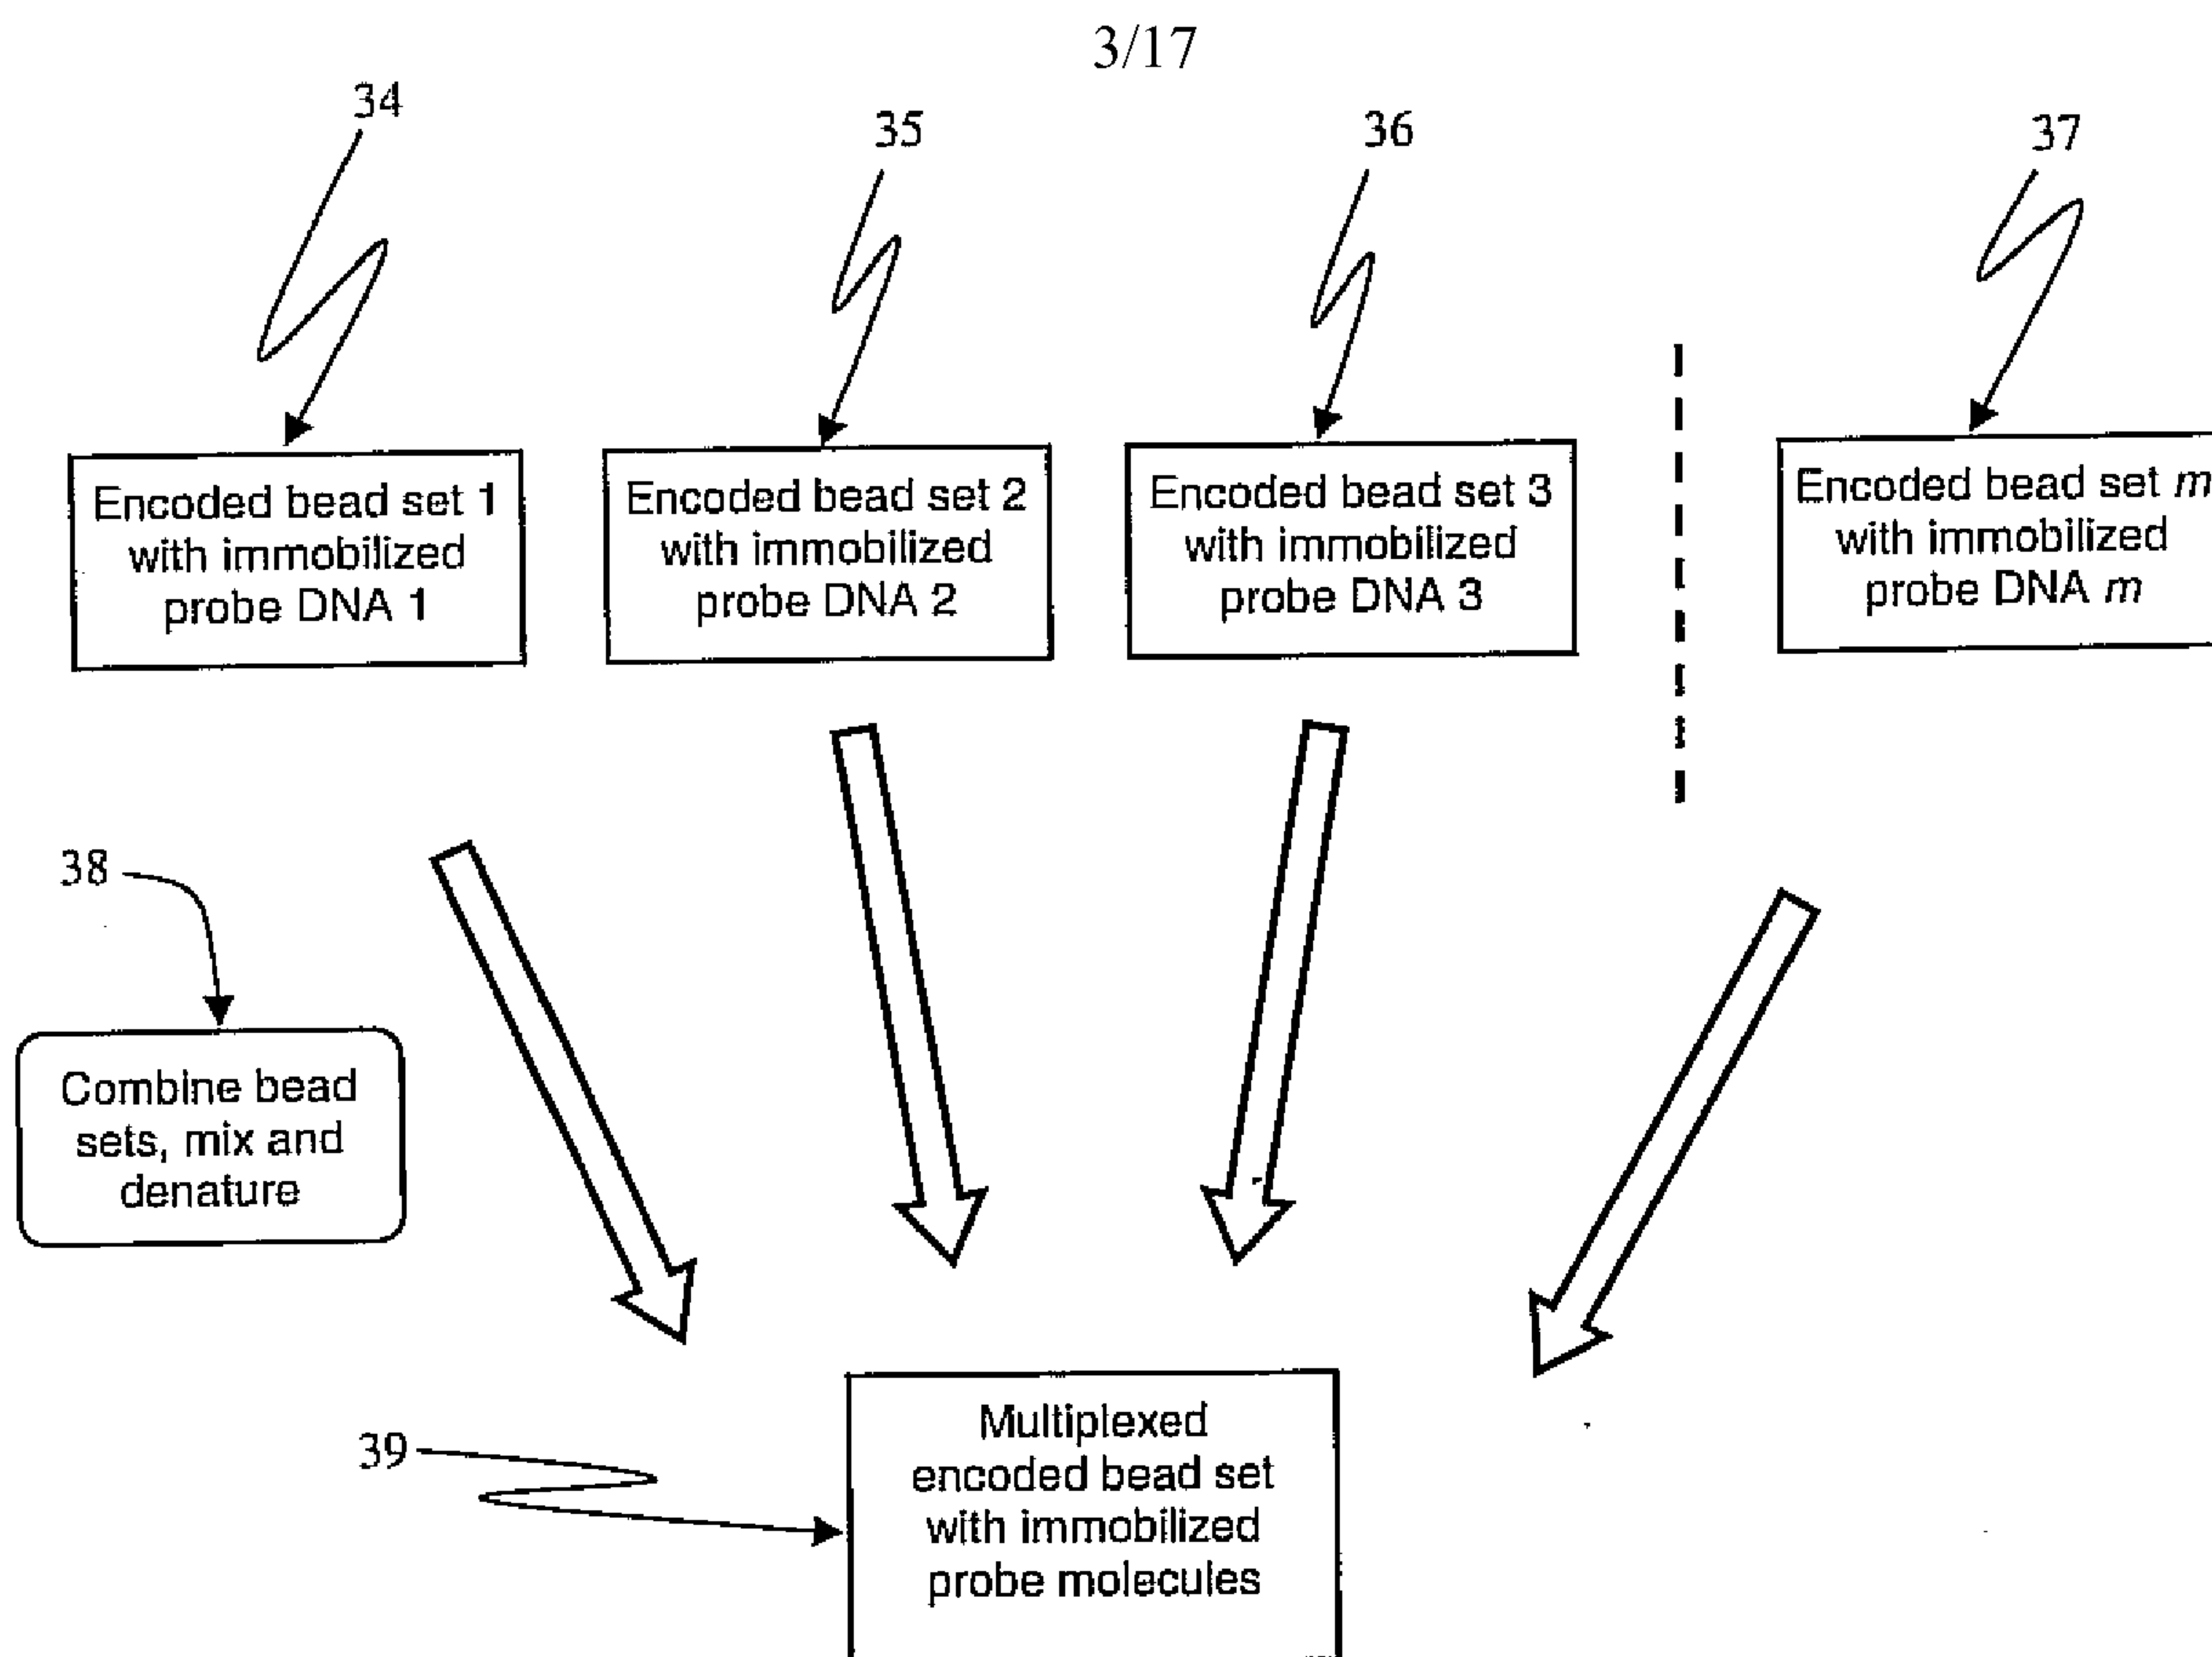 3/17
34
35
36
37
Encoded bead set 1
with immobilized
probe DNA 1
Encoded bead set 2
with immobilized
probe DNA 2
Encoded bead set 3
with immobilized
probe DNA 3
Encoded bead set m
with immobilized
probe DNA m
38
Combine bead
sets, mix and
denature
39
Multiplexed
encoded bead set
with immobilized
probe molecules